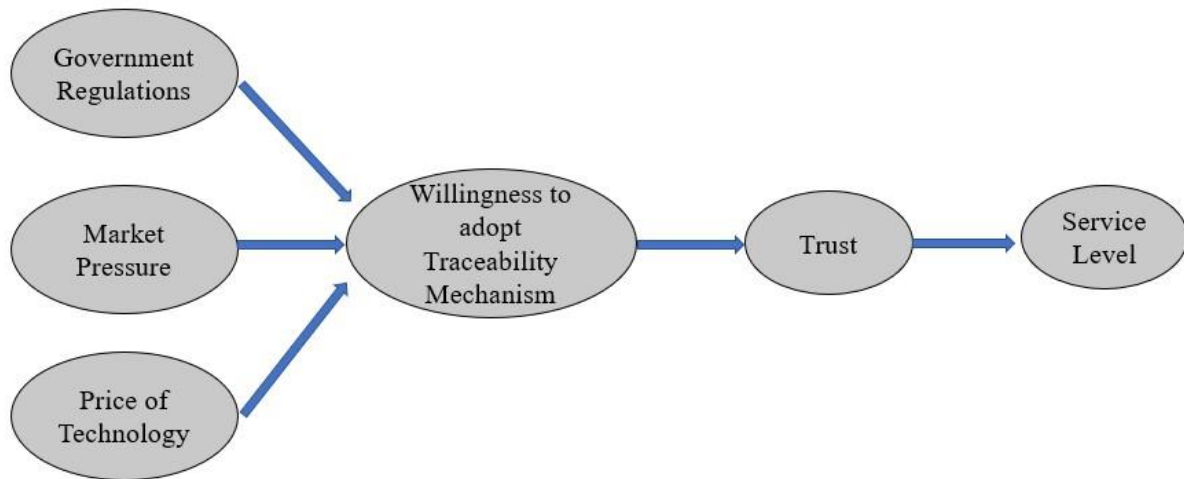 Government
Regulations
Market
Pressure
Price of
Technology
Willingness to
adopt
Traceability
Mechanism
Trust
Service
Level